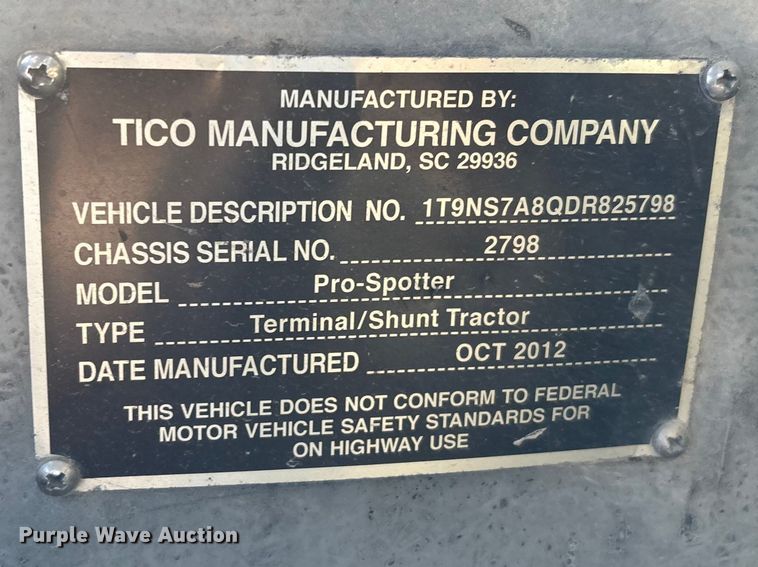 MANUFACTURED BY:
TICO MANUFACTURING COMPANY
RIDGELAND, SC 29936
VEHICLE DESCRIPTION NO. 1T9NS7A8QDR825798
CHASSIS SERIAL NO. 2798
MODEL Pro-Spotter
TYPE Terminal/Shunt Tractor
DATE MANUFACTURED OCT 2012
THIS VEHICLE DOES NOT CONFORM TO FEDERAL
MOTOR VEHICLE SAFETY STANDARDS FOR
ON HIGHWAY USE
Purple Wave Auction